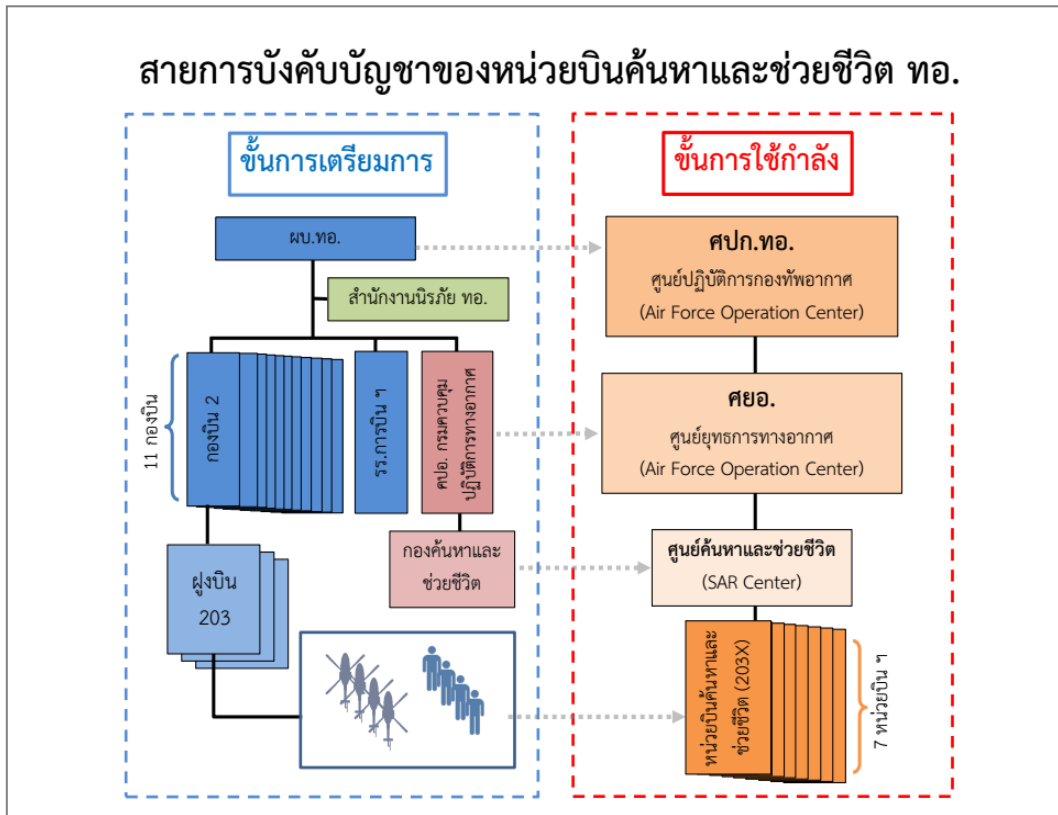 สายการบังคับบัญชาของหน่วยบินค้นหาและช่วยชีวิต ทอ.
ขั้นการเตรียมการ
ผบ.ทอ.
สำนักงานนิรภัย ทอ.
11 กองบิน
กองบิน 2
รร.การบิน ฯ
คปอ. กรมควบคุม
ปฏิบัติการทางอากาศ
กองค้นหาและ
ช่วยชีวิต
ฝูงบิน
203
ขั้นการใช้กำลัง
ศปก.ทอ.
ศูนย์ปฏิบัติการกองทัพอากาศ
(Air Force Operation Center)
ศยอ.
ศูนย์ยุทธการทางอากาศ
(Air Force Operation Center)
ศูนย์ค้นหาและช่วยชีวิต
(SAR Center)
หน่วยบินค้นหาและ
ช่วยชีวิต (203X)
7 หน่วยบิน ฯ